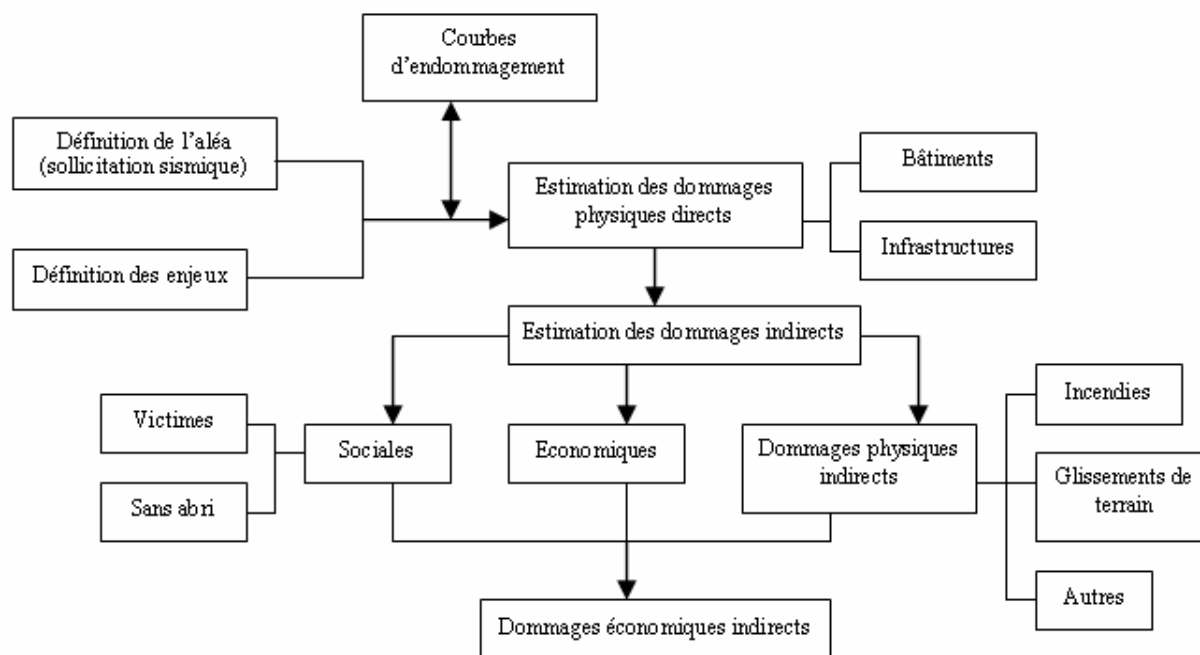 Courbes
d'endommagement
Définition de l'aléa
(sollicitation sismique)
Définition des enjeux
Estimation des dommages
physiques directs
Bâtiments
Infrastructures
Estimation des dommages indirects
Victimes
Sans abri
Sociales
Economiques
Dommages physiques
indirects
Incendies
Glissements de
terrain
Autres
Dommages économiques indirects